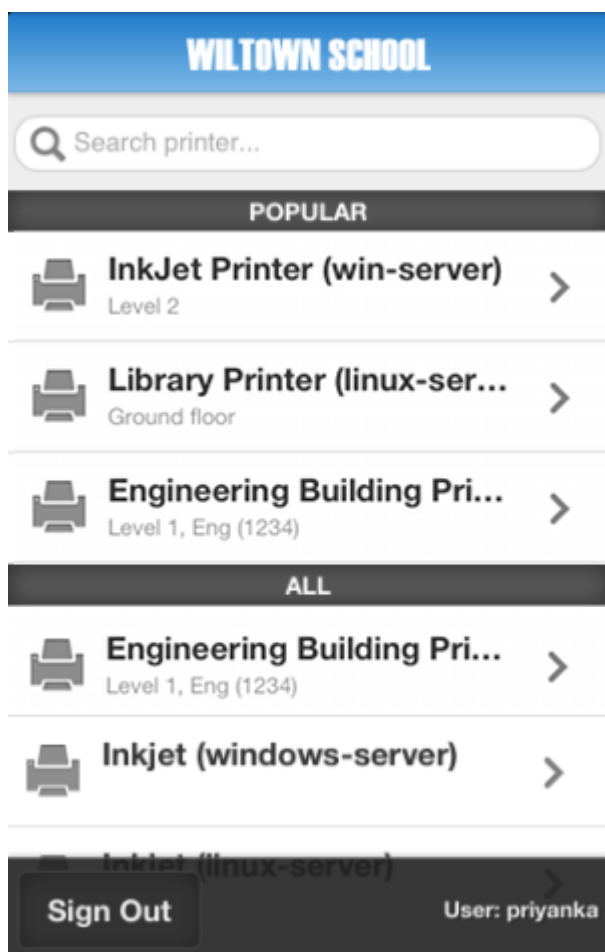 WILTOWN SCHOOL
Search printer...
POPULAR
InkJet Printer (win-server)
Level 2
Library Printer (linux-ser...
Ground floor
Engineering Building Pri...
Level 1, Eng (1234)
ALL
Engineering Building Pri...
Level 1, Eng (1234)
Inkjet (windows-server)
Inkjet (linux-server)
Sign Out
User: priyanka